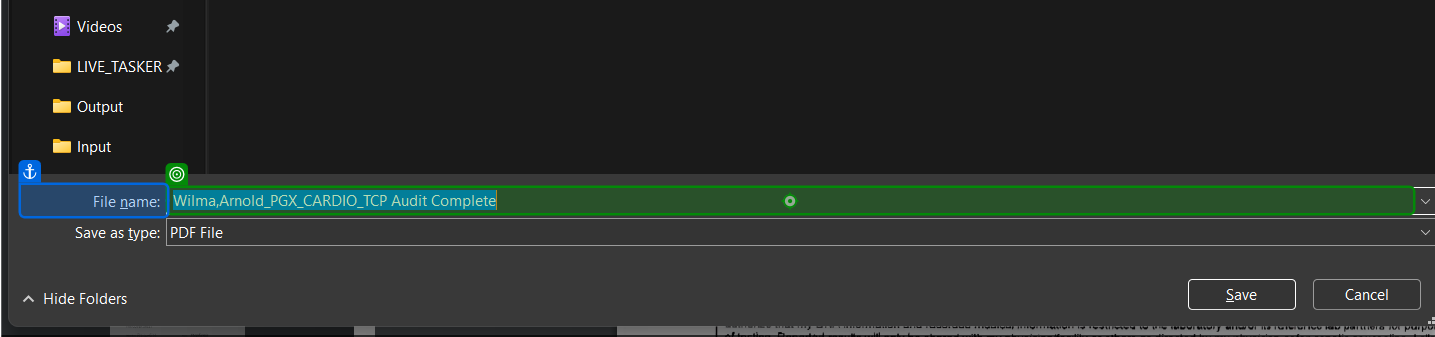 Videos
LIVE_TASKER
Output
Input
File name: Wilma,Arnold_PGX_CARDIO_TCP Audit Complete
Save as type: PDF File
Hide Folders
Save
Cancel